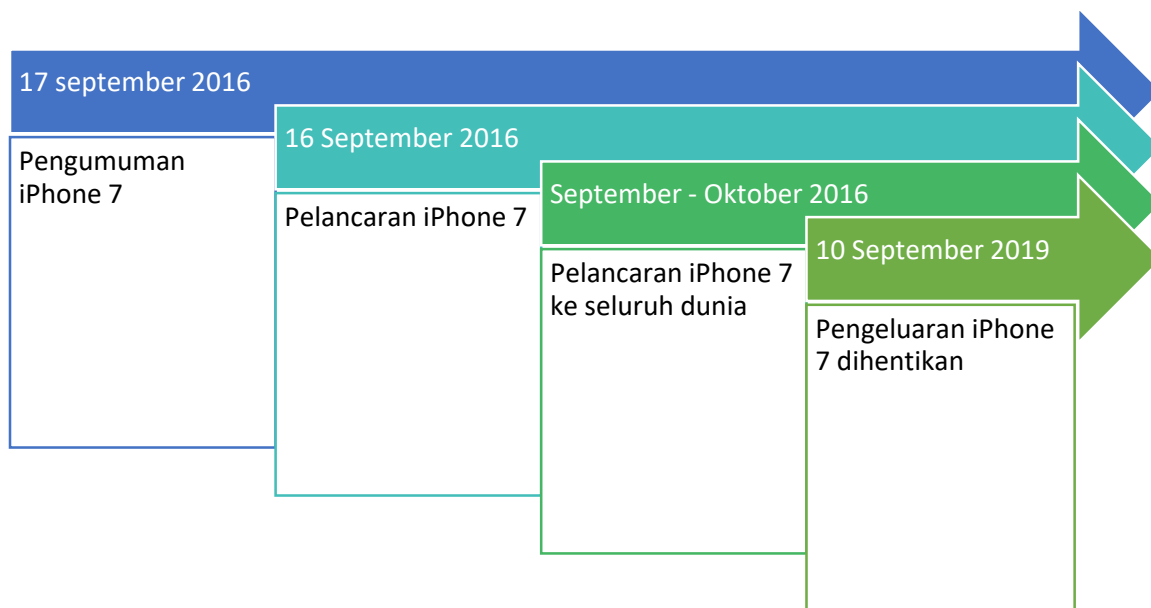 17 september 2016
Pengumuman
iPhone 7
16 September 2016
Pelancaran iPhone 7
September - Oktober 2016
Pelancaran iPhone 7
ke seluruh dunia
10 September 2019
Pengeluaran iPhone
7 dihentikan